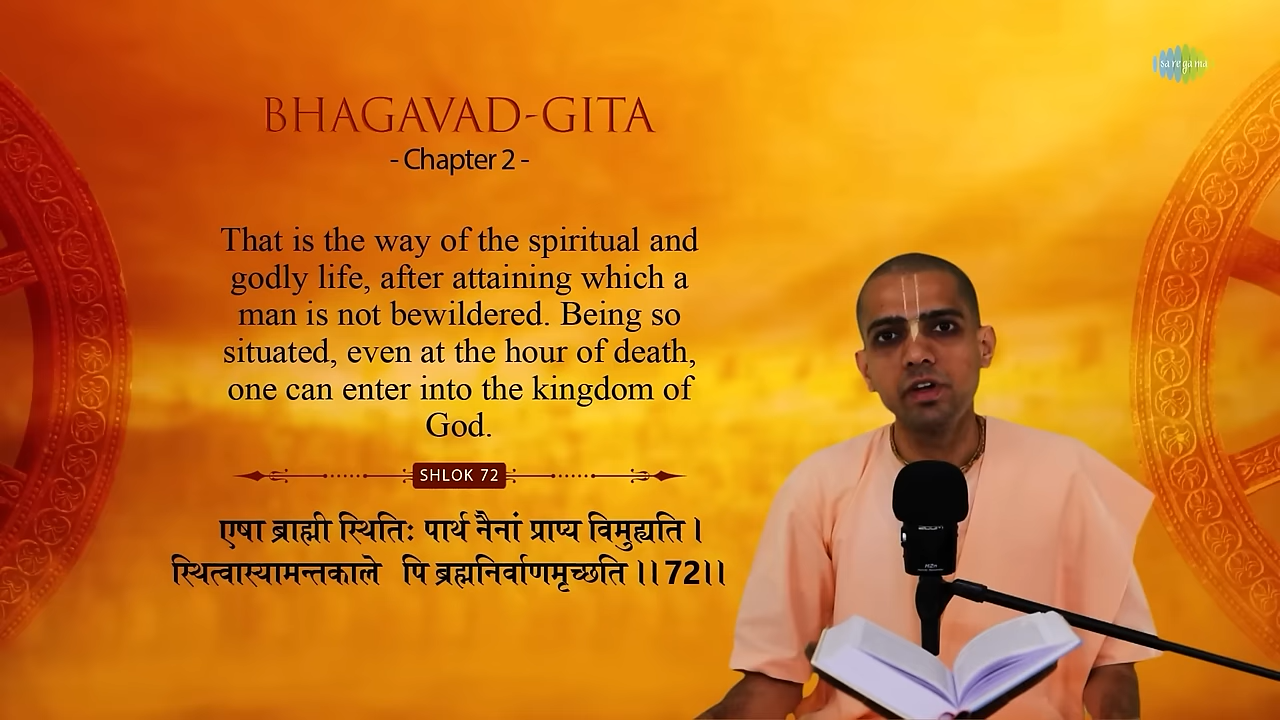 saregama
BHAGAVAD-GITA
- Chapter 2 -
That is the way of the spiritual and
godly life, after attaining which a
man is not bewildered. Being so
situated, even at the hour of death,
one can enter into the kingdom of
God.
SHLOK 72
एषा ब्राह्मी स्थितिः पार्थ नैनां प्राप्य विमुह्यति ।
स्थित्वास्यामन्तकाले पि ब्रह्मनिर्वाणमृच्छति ।। 72।।
zoom